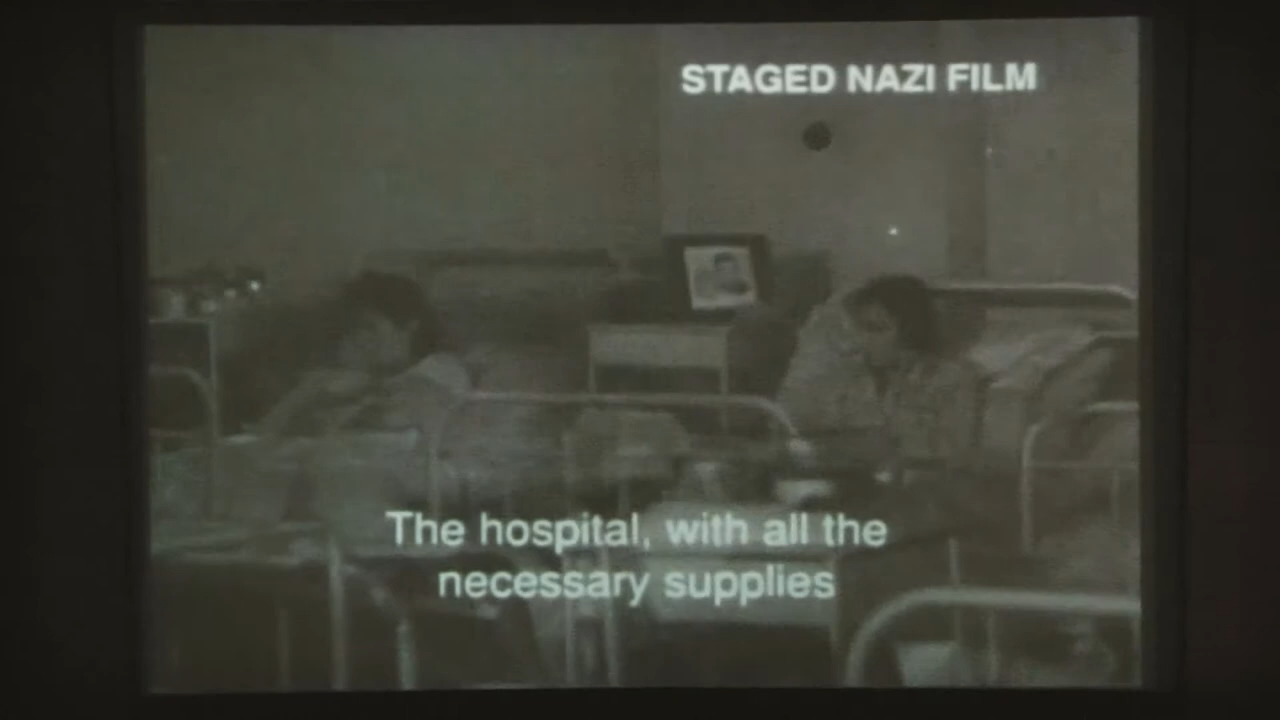 STAGED NAZI FILM
The hospital, with all the
necessary supplies